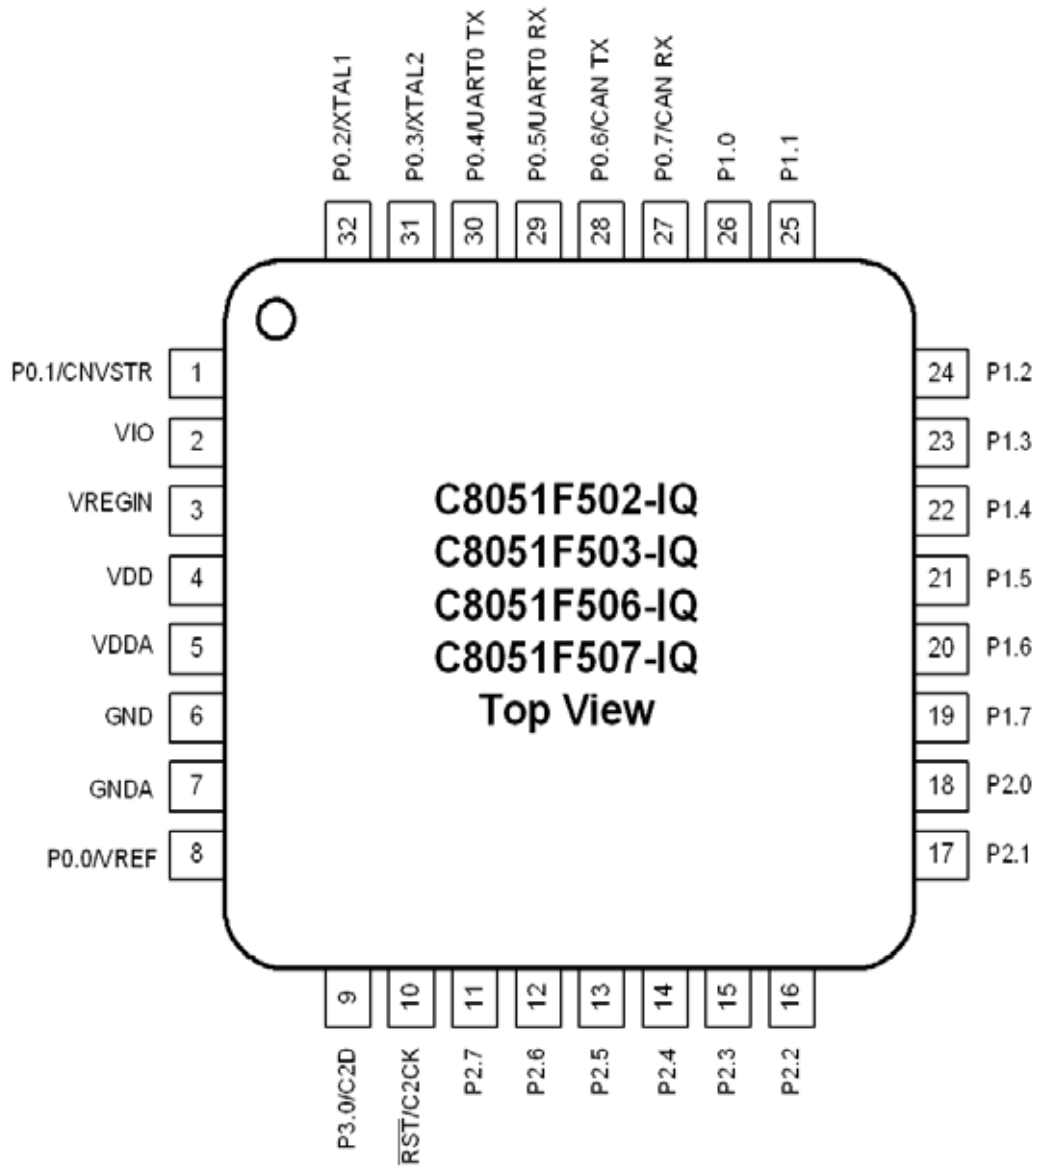 P0.2/XTAL1
P0.3/XTAL2
P0.4/UART0 TX
P0.5/UART0 RX
P0.6/CAN TX
P0.7/CAN RX
P1.0
P1.1
32
31
30
29
28
27
26
25
P0.1/CNVSTR 1
VIO 2
VREGIN 3
VDD 4
VDDA 5
GND 6
GNDA 7
P0.0/VREF 8
C8051F502-IQ
C8051F503-IQ
C8051F506-IQ
C8051F507-IQ
Top View
24 P1.2
23 P1.3
22 P1.4
21 P1.5
20 P1.6
19 P1.7
18 P2.0
17 P2.1
9
10
11
12
13
14
15
16
P3.0/C2D
RST/C2CK
P2.7
P2.6
P2.5
P2.4
P2.3
P2.2